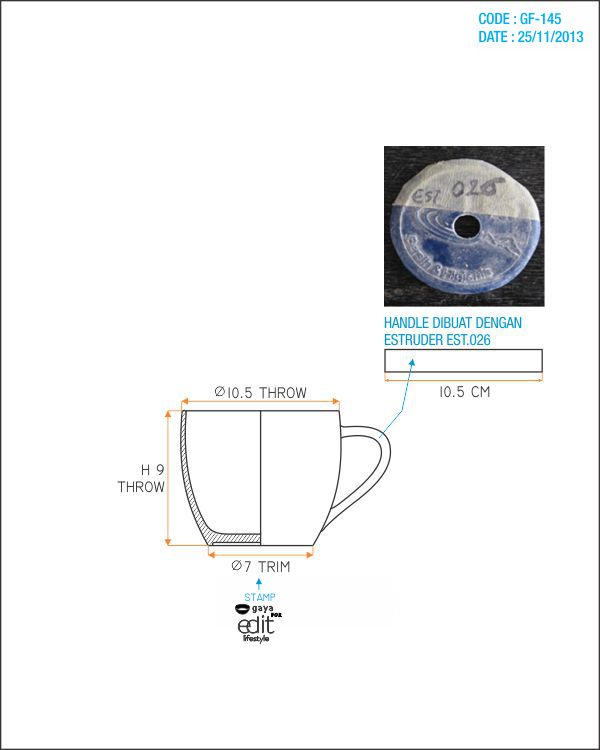 CODE : GF-145
DATE : 25/11/2013
EST 026
HANDLE DIBUAT DENGAN
ESTRUDER EST.026
10.5 CM
Ø10.5 THROW
H 9
THROW
Ø7 TRIM
STAMP
gaya
FOR
edit
lifestyle